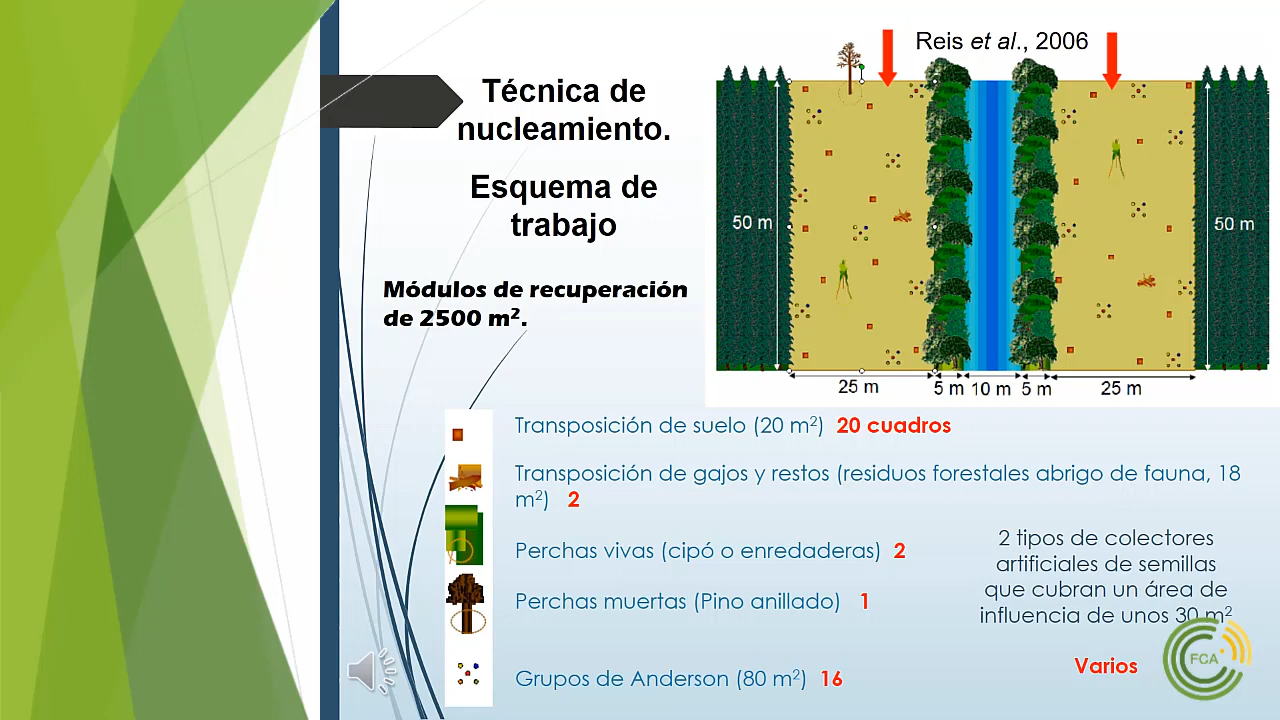 Técnica de
nucleamiento.
Esquema de
trabajo
Módulos de recuperación
de 2500 m².
Reis et al., 2006
50 m
50 m
25 m
5 m
10 m
5 m
25 m
Transposición de suelo (20 m²) 20 cuadros
Transposición de gajos y restos (residuos forestales abrigo de fauna, 18
m²) 2
Perchas vivas (cipó o enredaderas) 2
Perchas muertas (Pino anillado) 1
Grupos de Anderson (80 m²) 16
2 tipos de colectores
artificiales de semillas
que cubran un área de
influencia de unos 30 m²
Varios
FCA